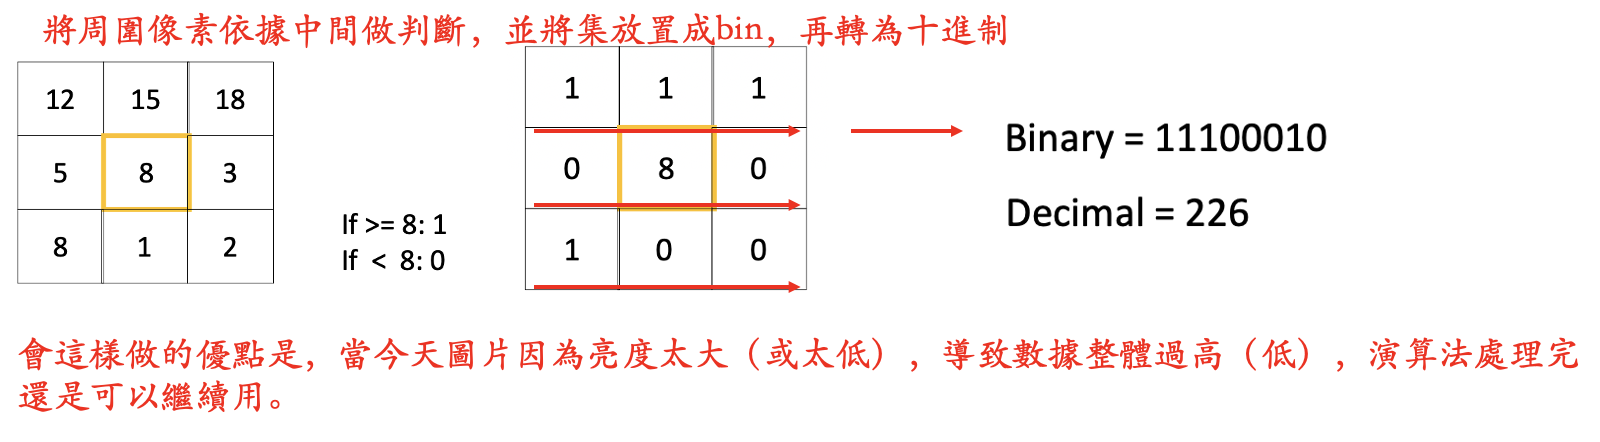 將周圍像素依據中間做判斷，並將集放置成bin，再轉為十進制
12 15 18
5 8 3
8 1 2
If >= 8: 1
If < 8: 0
1 1 1
0 8 0
1 0 0
Binary = 11100010
Decimal = 226
會這樣做的優點是，當今天圖片因為亮度太大（或太低），導致數據整體過高（低），演算法處理完
還是可以繼續用。